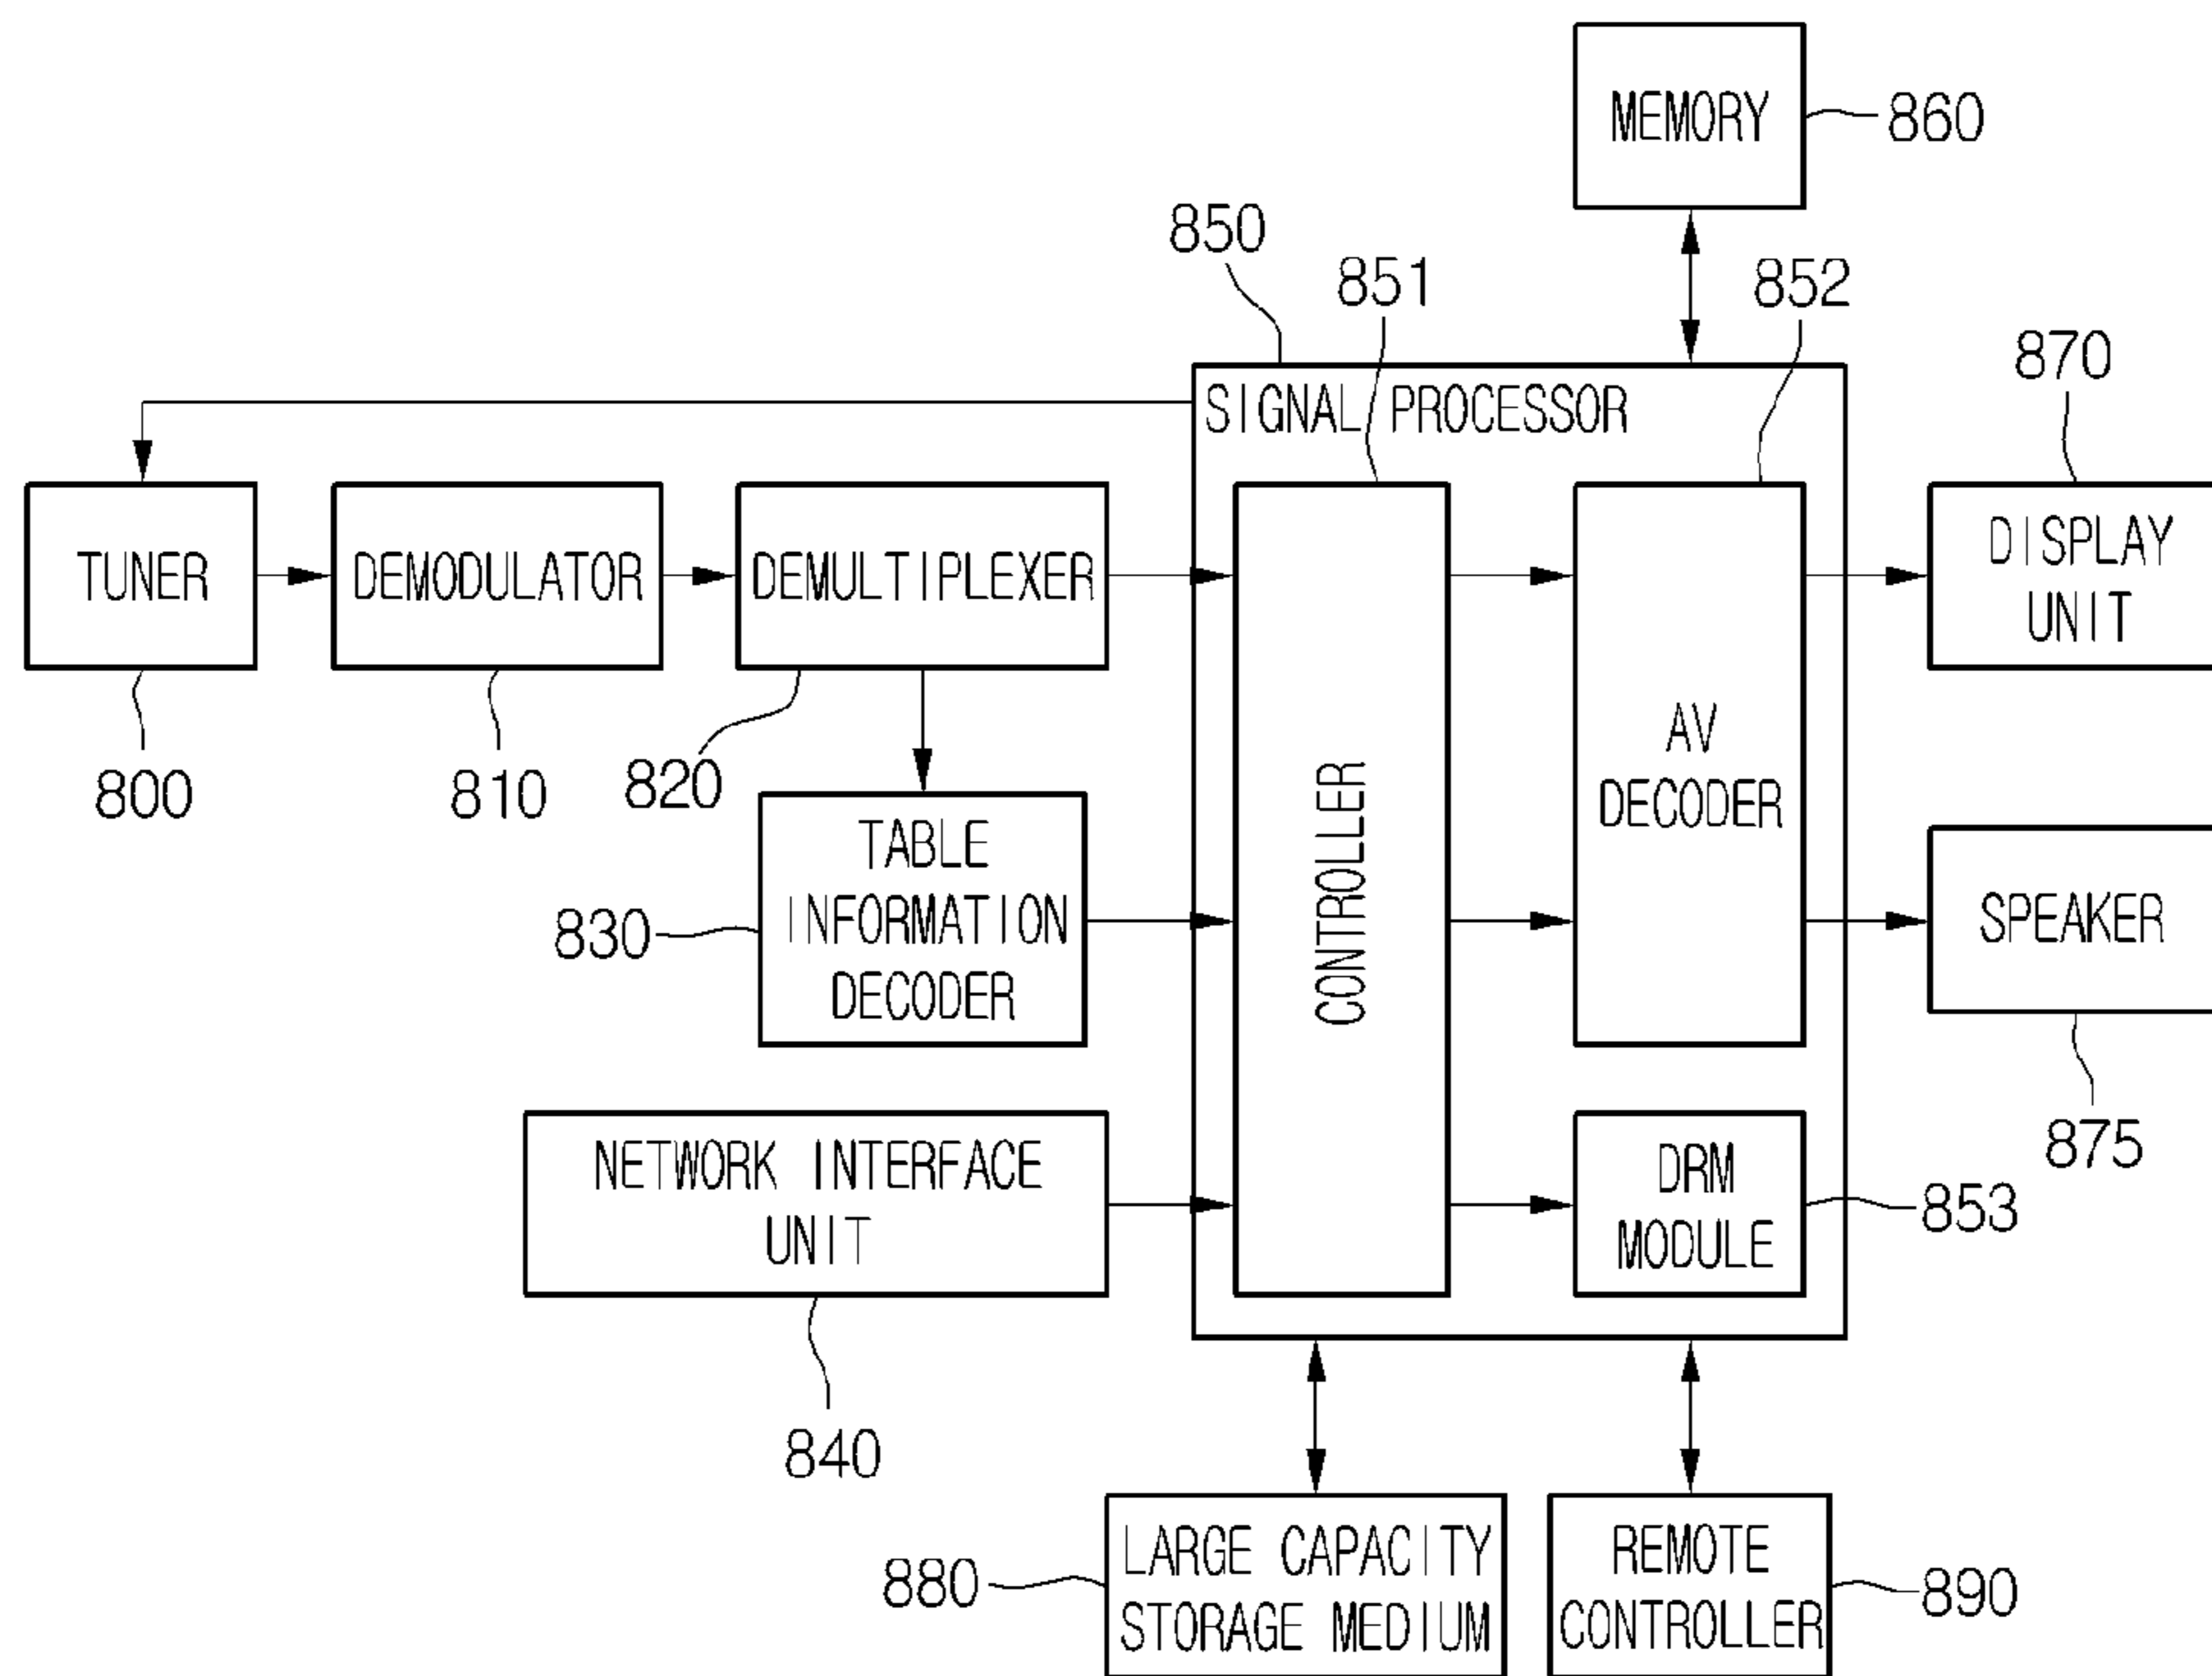 MEMORY
860
850
851
852
870
SIGNAL PROCESSOR
TUNER
DEMODULATOR
DEMULTIPLEXER
DISPLAY
UNIT
800
810
820
AV
DECODER
TABLE
INFORMATION
DECODER
830
CONTROLLER
SPEAKER
875
NETWORK INTERFACE
UNIT
DRM
MODULE
853
840
LARGE CAPACITY
STORAGE MEDIUM
880
REMOTE
CONTROLLER
890